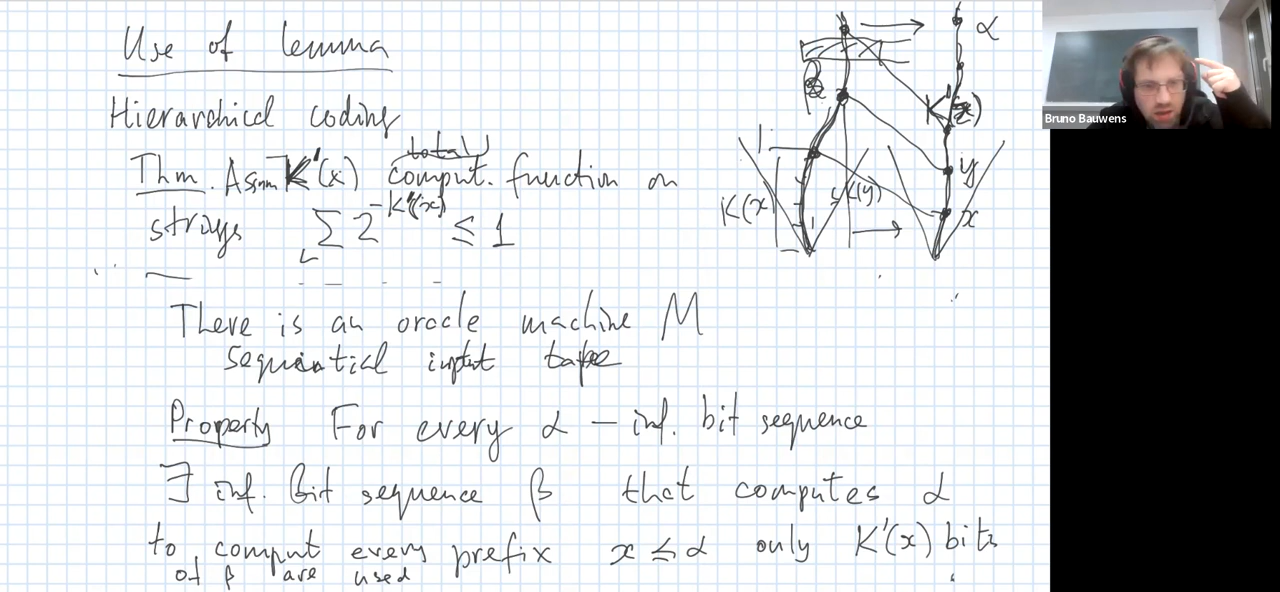 Use of lemma
Hierarchical coding
Thm. Assum K'(x) comput. function on
total
strings ∑ 2^{-K'(x)} ≤ 1
There is an oracle machine M
sequential input tape
Property For every α – inf. bit sequence
∃ inf. bit sequence β that computes α
to comput every prefix x ≤ α only K'(x) bits
of β are used
α
β
y
K(x)
K(y)
x
Bruno Bauwens